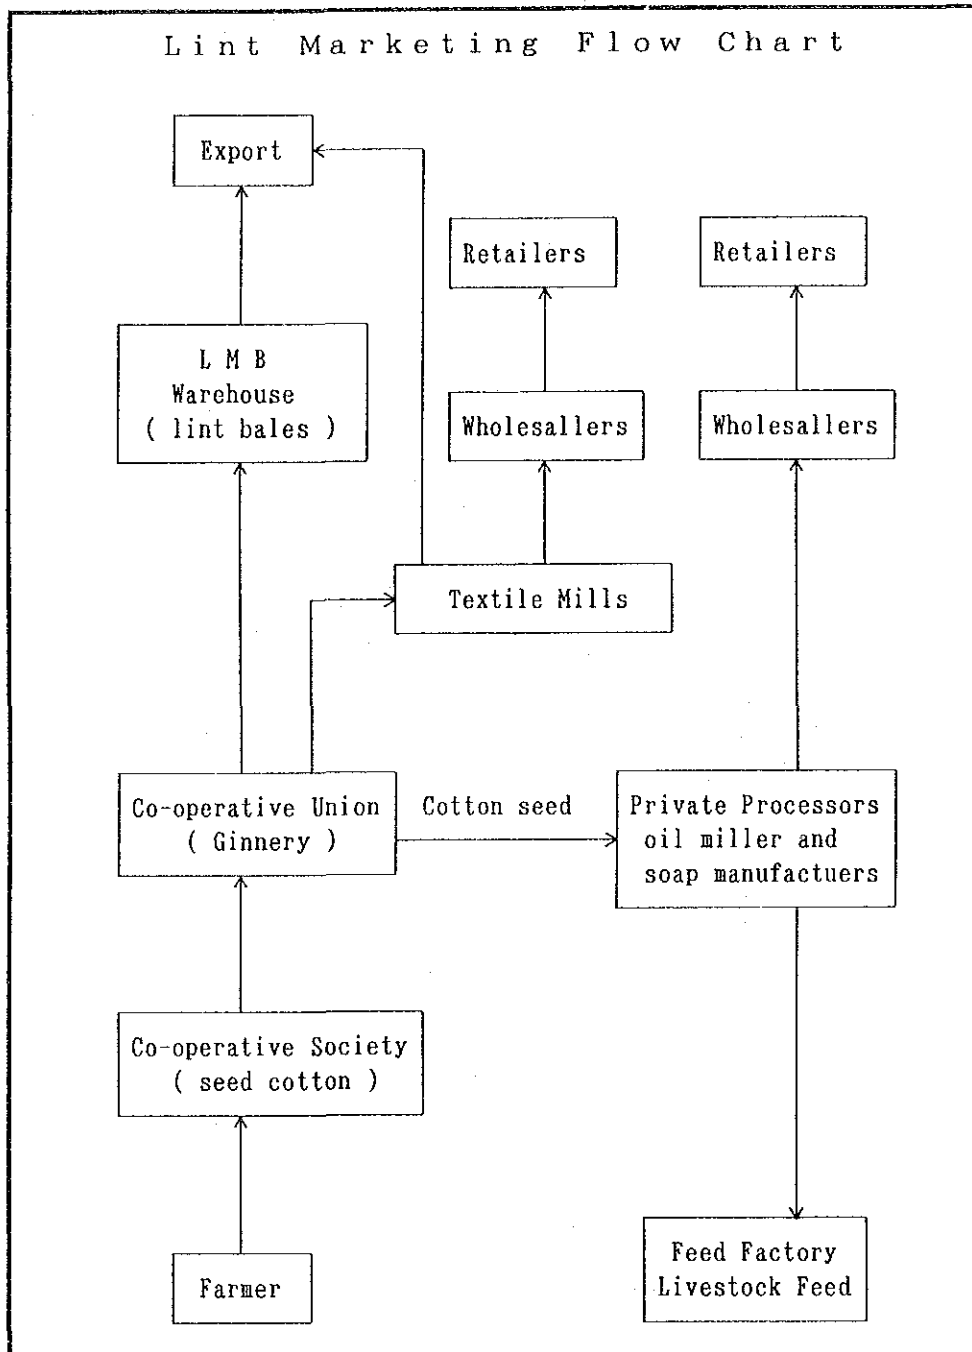 Lint Marketing Flow Chart
Export
Retailers
Retailers
L M B
Warehouse
( lint bales )
Wholesallers
Wholesallers
Textile Mills
Co-operative Union
( Ginnery )
Cotton seed
Private Processors
oil miller and
soap manufactuers
Co-operative Society
( seed cotton )
Feed Factory
Livestock Feed
Farmer